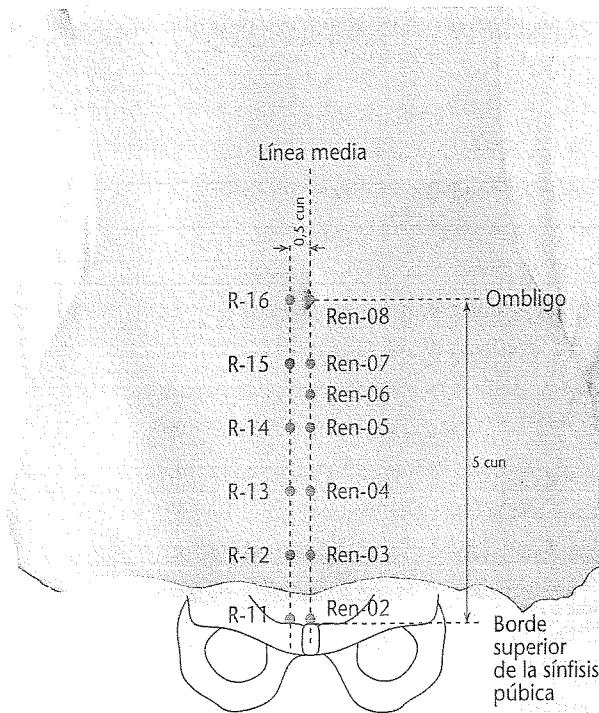 Línea media
0,5 cun
R-16
Ombligo
Ren-08
R-15
Ren-07
Ren-06
R-14
Ren-05
5 cun
R-13
Ren-04
R-12
Ren-03
R-11
Ren-02
Borde
superior
de la sínfisis
púbica